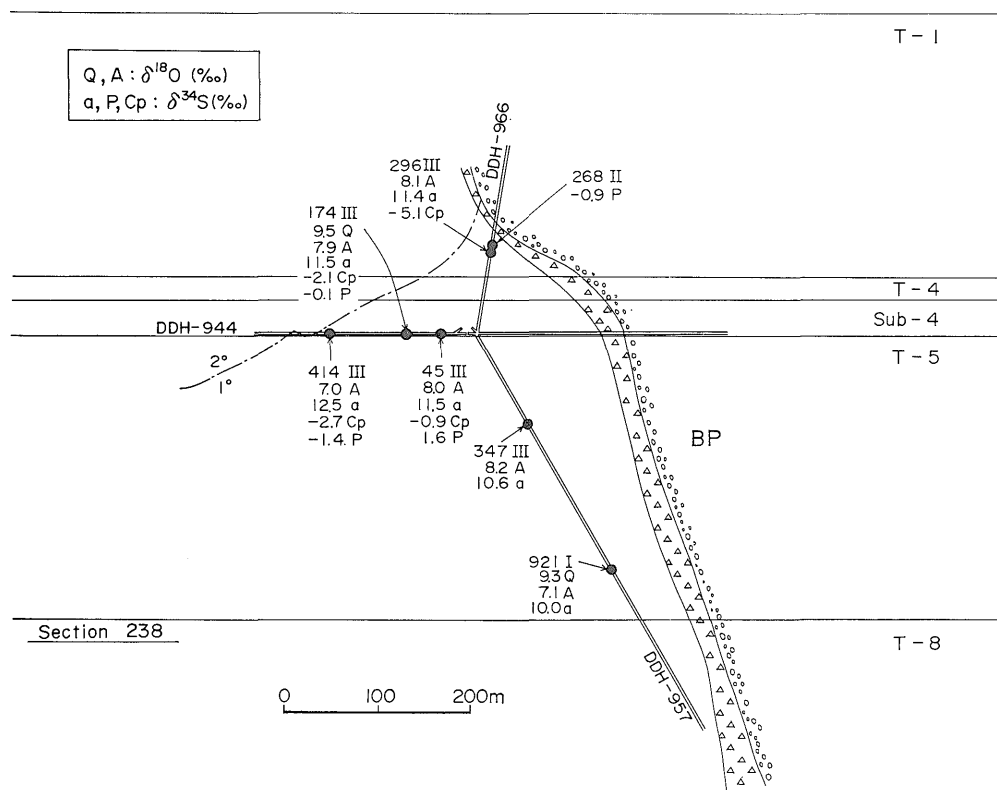 T-1
Q, A : δ¹⁸O (‰)
a, P, Cp : δ³⁴S (‰)
DDH-966
296 III
8.1 A
11.4 a
-5.1 Cp
268 II
-0.9 P
174 III
9.5 Q
7.9 A
11.5 a
-2.1 Cp
-0.1 P
T-4
Sub-4
DDH-944
T-5
2°
1°
414 III
7.0 A
12.5 a
-2.7 Cp
-1.4. P
45 III
8.0 A
11.5 a
-0.9 Cp
1.6 P
BP
347 III
8.2 A
10.6 a
921 I
9.3 Q
7.1 A
10.0 a
Section 238
T-8
DDH-957
0 100 200m